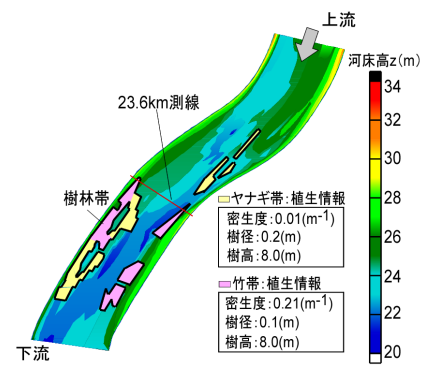 上流
河床高z(m)
34
32
30
28
26
24
22
20
23.6km測線
樹林帯
ヤナギ帯:植生情報
密生度:0.01(m-1)
樹径:0.2(m)
樹高:8.0(m)
竹帯:植生情報
密生度:0.21(m-1)
樹径:0.1(m)
樹高:8.0(m)
下流